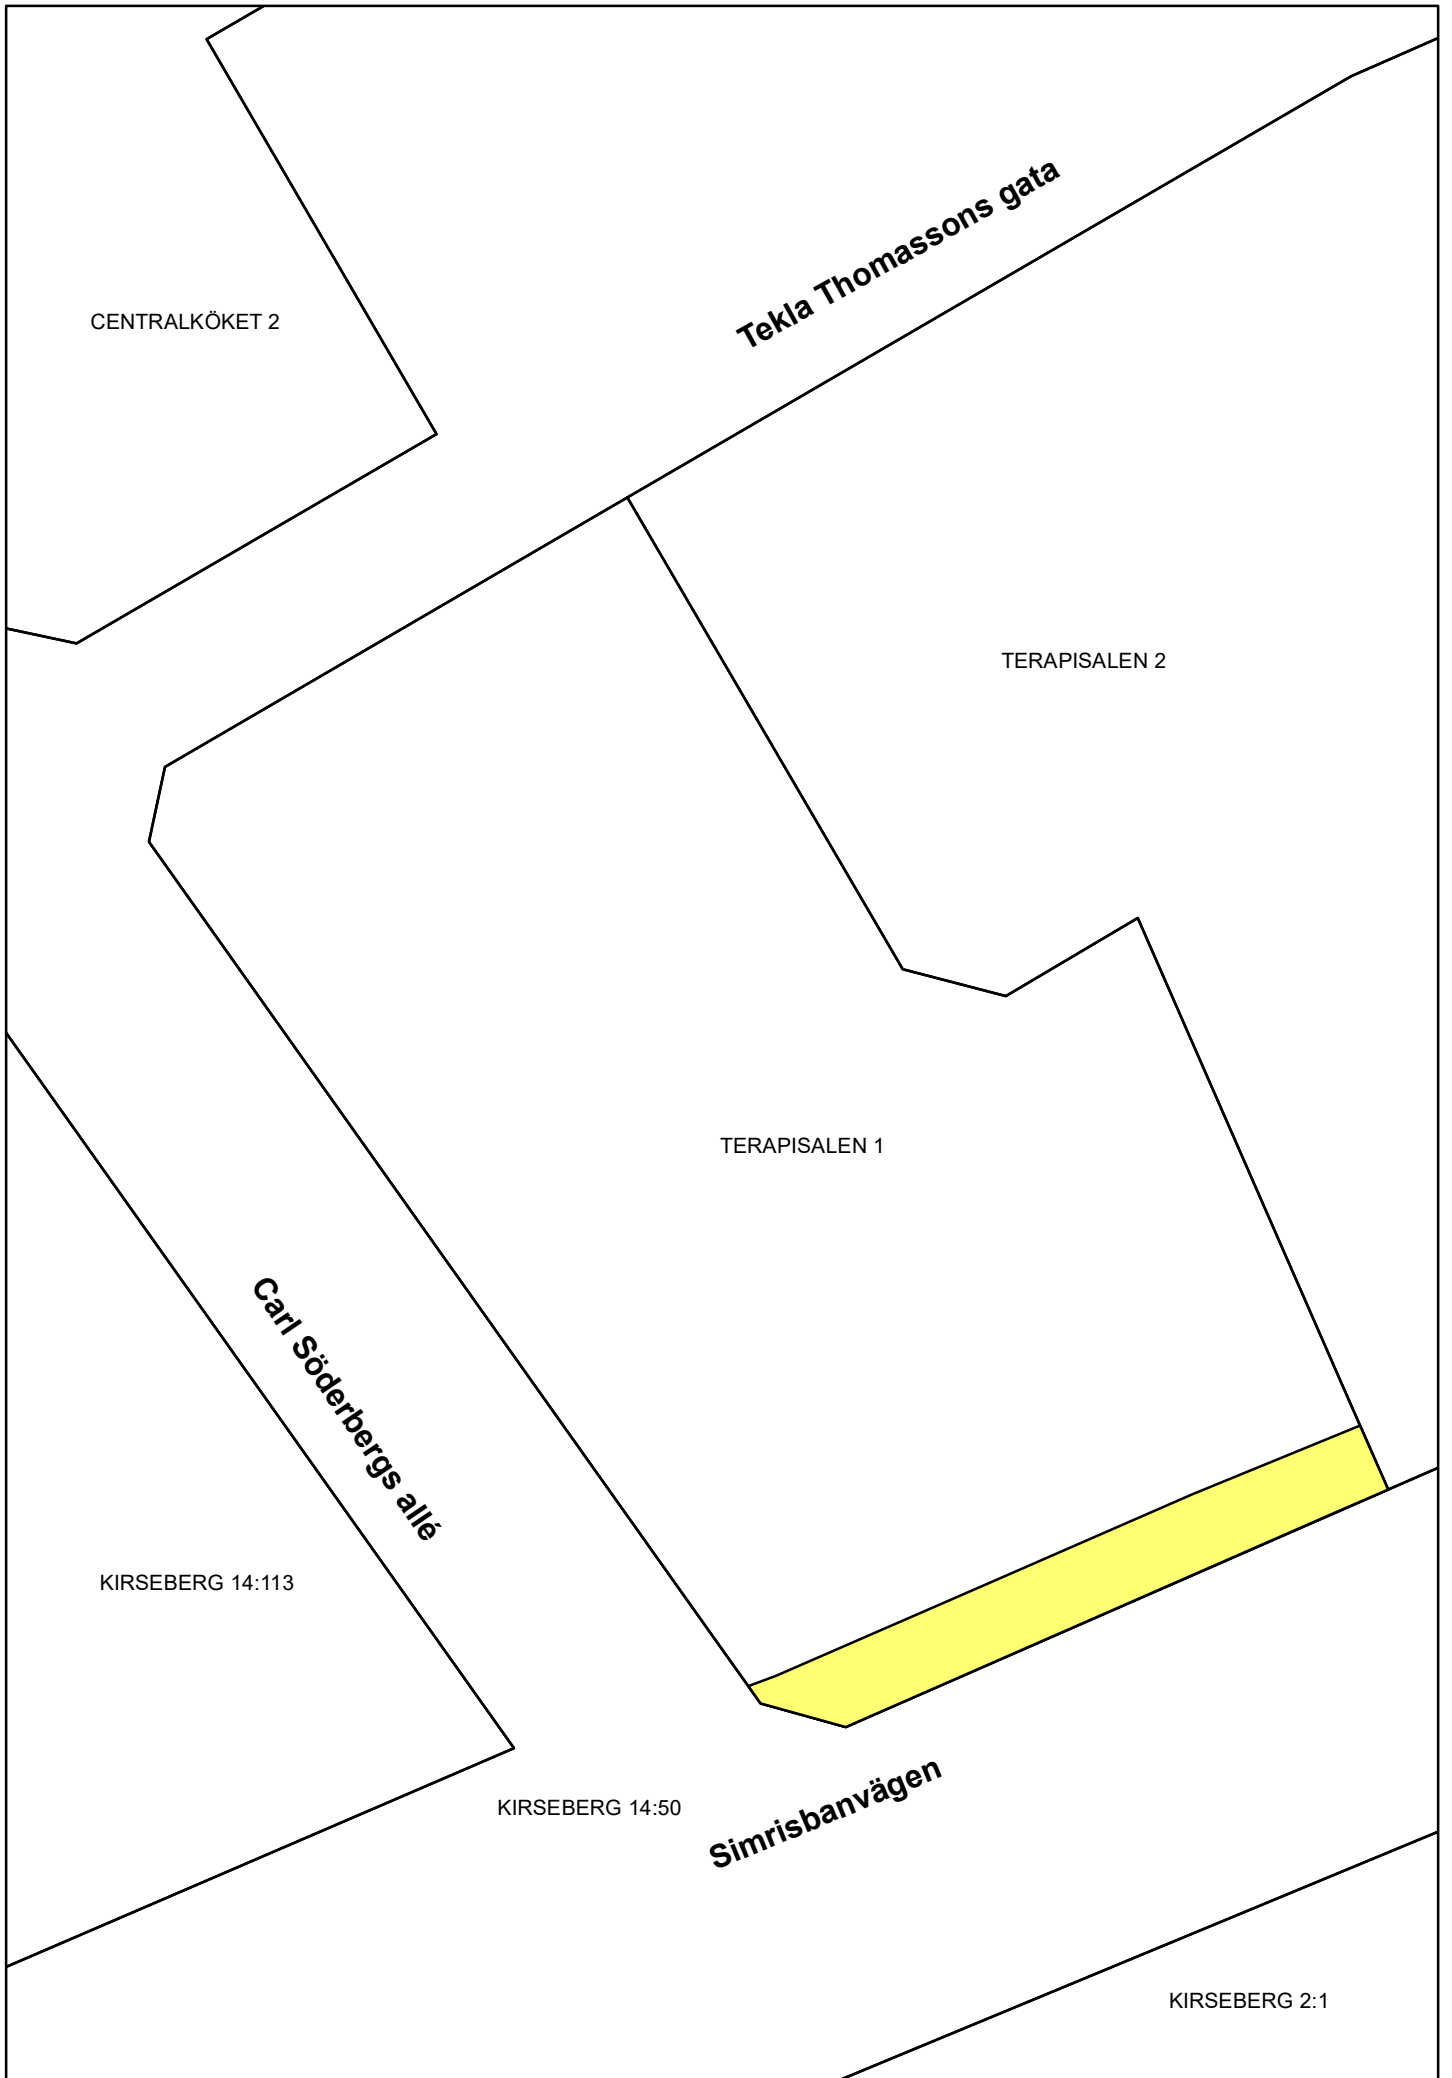 Tekla Thomassons gata
CENTRALKÖKET 2
TERAPISALEN 2
TERAPISALEN 1
Carl Söderbergs allé
KIRSEBERG 14:113
KIRSEBERG 14:50
Simrisbanvägen
KIRSEBERG 2:1